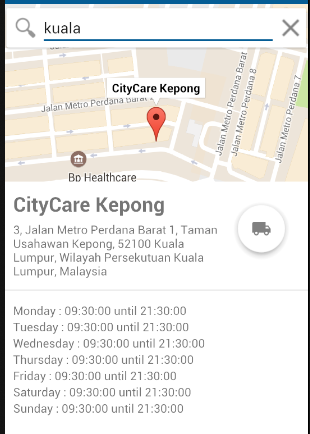 kuala
CityCare Kepong
Jalan Metro Perdana Barat
Jalan Metro Perdana Barat
Jalan Metro Perdana 8
Jalan Metro Perdana 7
Bp Healthcare
CityCare Kepong
3, Jalan Metro Perdana Barat 1, Taman
Usahawan Kepong, 52100 Kuala
Lumpur, Wilayah Persekutuan Kuala
Lumpur, Malaysia
Monday : 09:30:00 until 21:30:00
Tuesday : 09:30:00 until 21:30:00
Wednesday : 09:30:00 until 21:30:00
Thursday : 09:30:00 until 21:30:00
Friday : 09:30:00 until 21:30:00
Saturday : 09:30:00 until 21:30:00
Sunday : 09:30:00 until 21:30:00